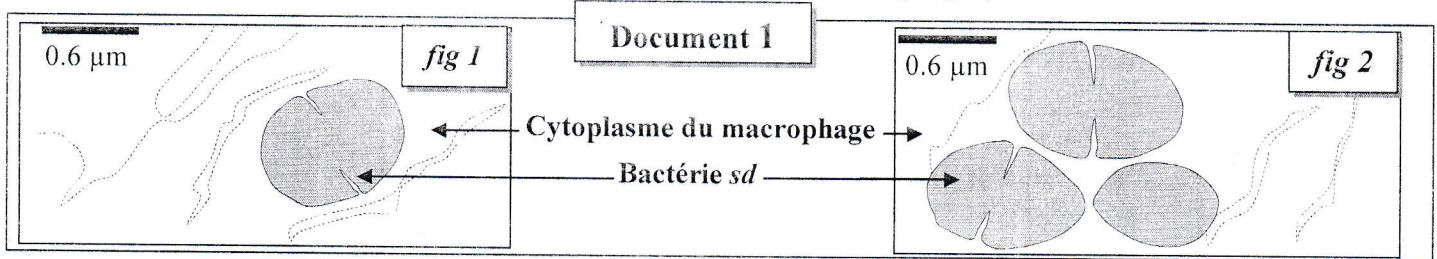 Document 1
0.6 µm
fig 1
0.6 µm
fig 2
Cytoplasme du macrophage
Bactérie sd